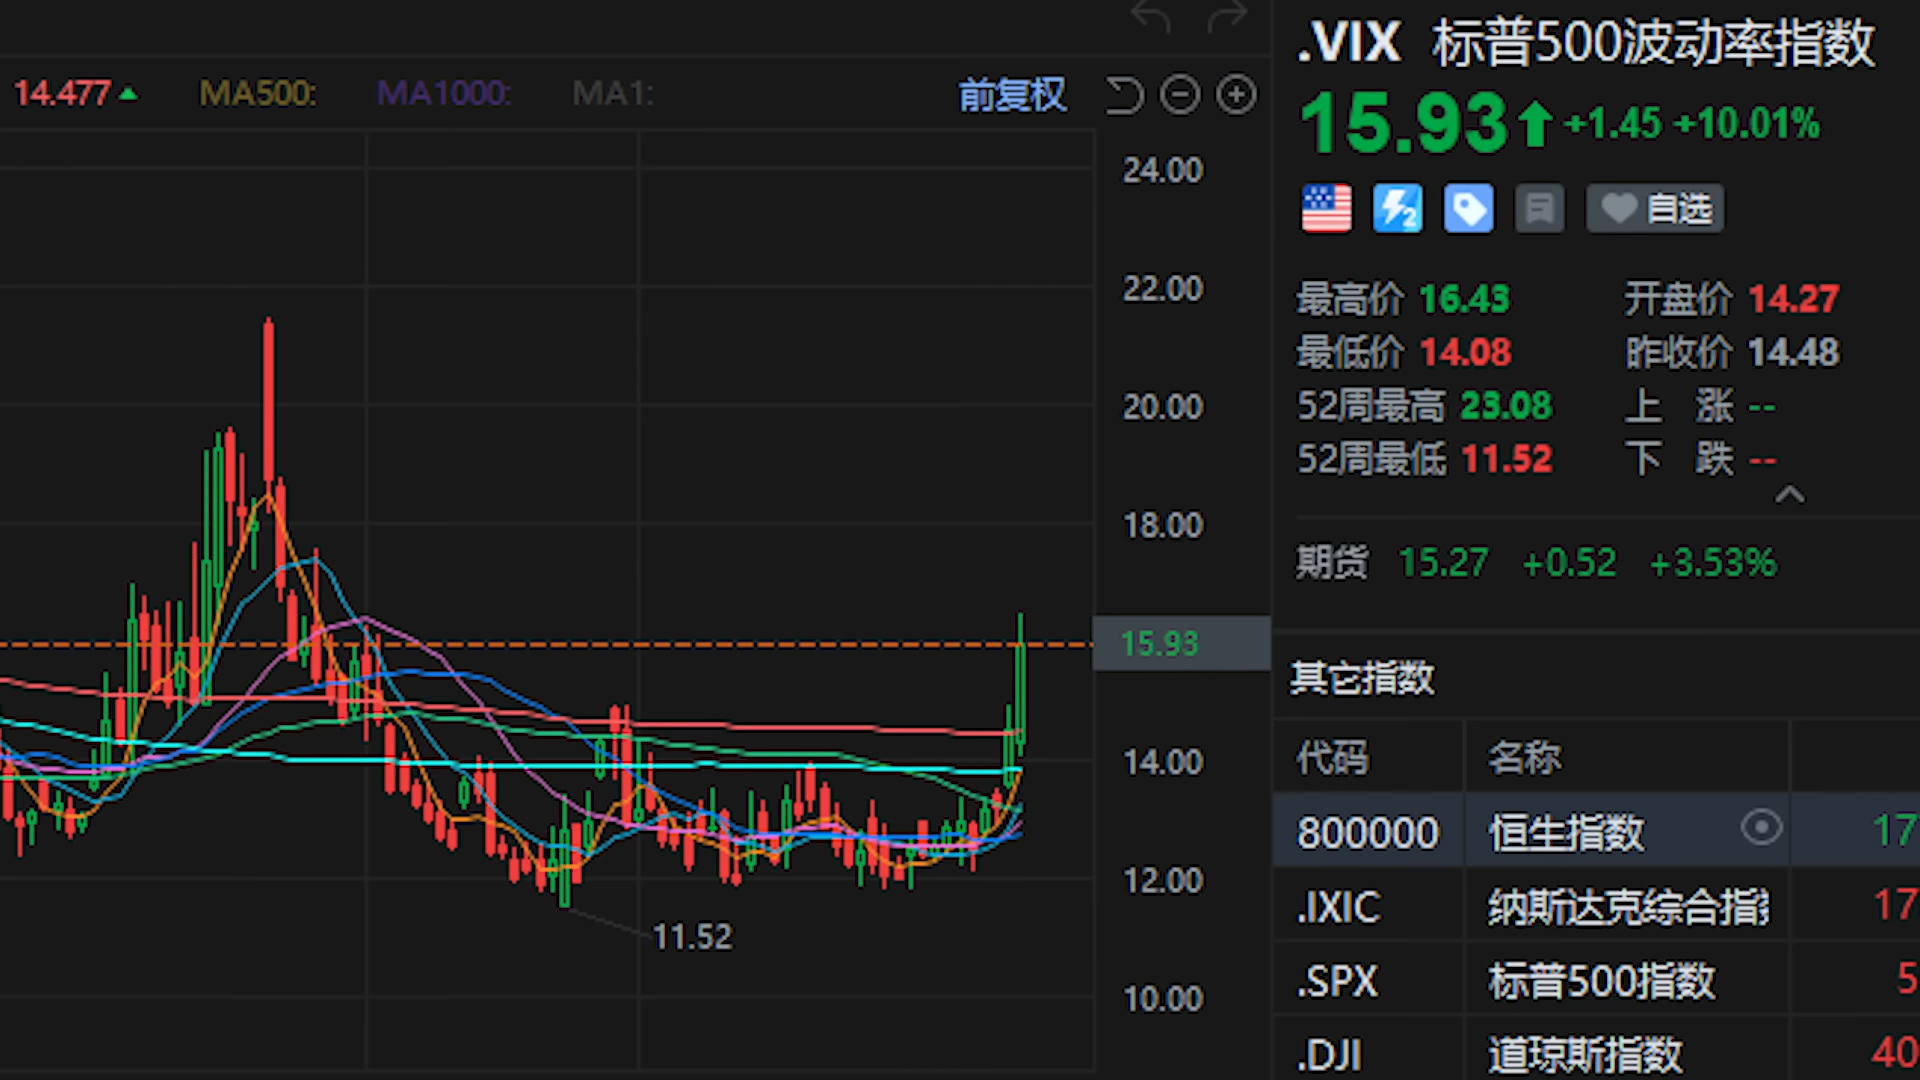 14.477 MA500: MA1000: MA1: 前复权
24.00
22.00
20.00
18.00
15.93
14.00
12.00
10.00
11.52
.VIX 标普500波动率指数
15.93 +1.45 +10.01%
2 自选
最高价 16.43 开盘价 14.27
最低价 14.08 昨收价 14.48
52周最高 23.08 上 涨 --
52周最低 11.52 下 跌 --
期货 15.27 +0.52 +3.53%
其它指数
代码 名称
800000 恒生指数 17
.IXIC 纳斯达克综合指 17
.SPX 标普500指数 5
.DJI 道琼斯指数 40